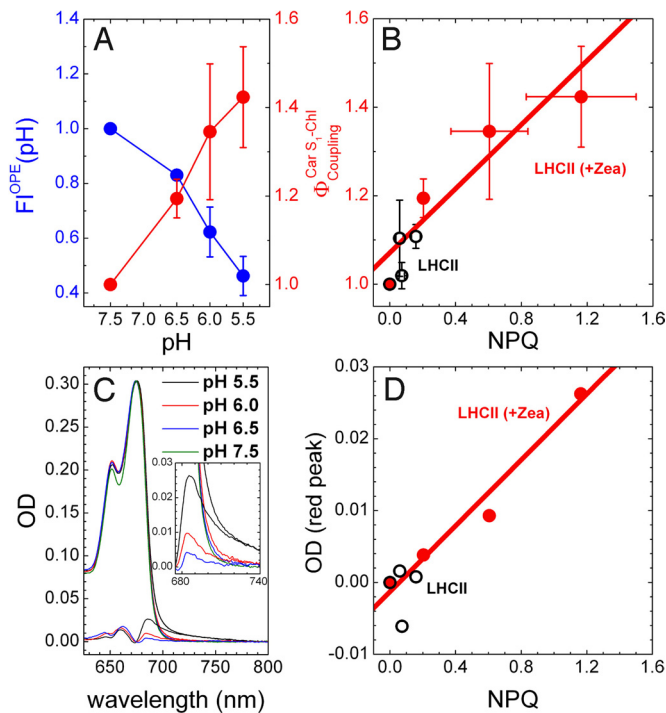 A
1.4
1.2
1.0
0.8
0.6
0.4
FI^OPE(pH)
1.6
1.4
1.2
1.0
Φ Car S₁-Chl Coupling
7.5 7.0 6.5 6.0 5.5
pH
B
1.6
1.4
1.2
1.0
LHCII (+Zea)
LHCII
0.0 0.4 0.8 1.2 1.6
NPQ
C
0.30
0.25
0.20
0.15
0.10
0.05
0.00
OD
pH 5.5
pH 6.0
pH 6.5
pH 7.5
0.03
0.02
0.01
0.00
680 700 740
650 700 750 800
wavelength (nm)
D
0.03
0.02
0.01
0.00
-0.01
OD (red peak)
LHCII (+Zea)
LHCII
0.0 0.4 0.8 1.2 1.6
NPQ